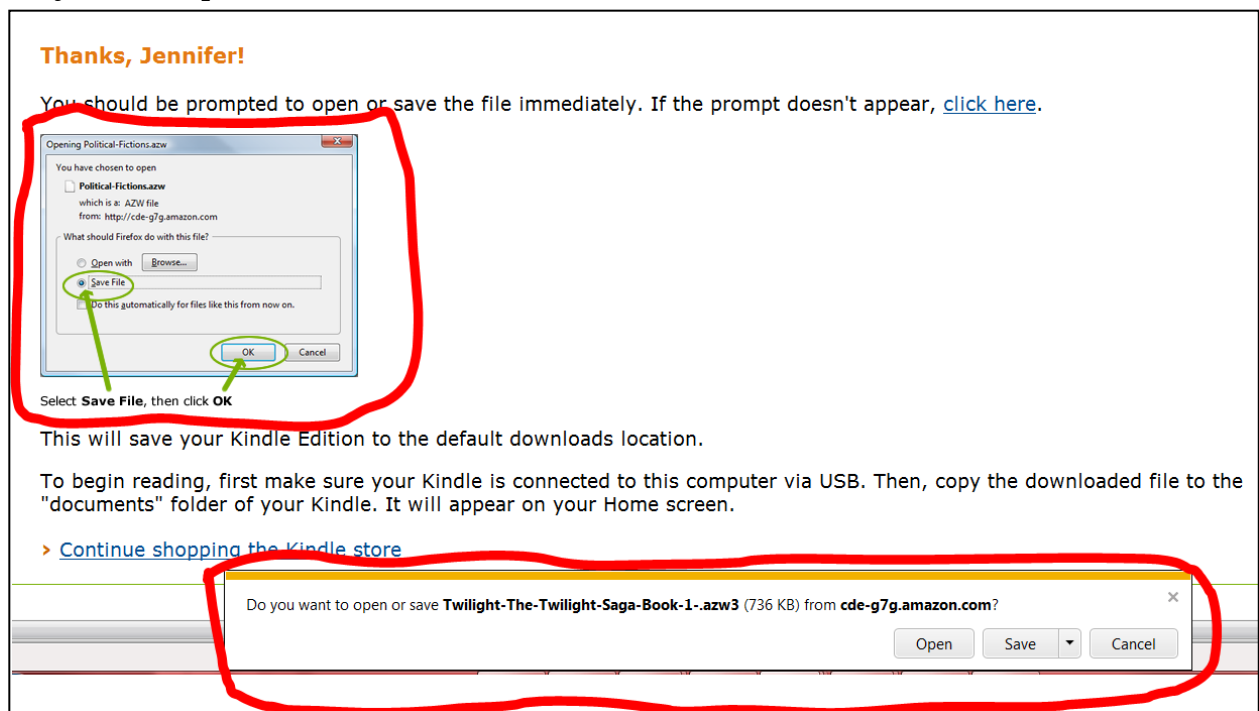 Thanks, Jennifer!
You should be prompted to open or save the file immediately. If the prompt doesn't appear, click here.
Opening Political-Fictions.azw
You have chosen to open
Political-Fictions.azw
which is a: AZW file
from: http://cde-g7g.amazon.com
What should Firefox do with this file?
Open with Browse...
Save File
Do this automatically for files like this from now on.
OK Cancel
Select Save File, then click OK
This will save your Kindle Edition to the default downloads location.
To begin reading, first make sure your Kindle is connected to this computer via USB. Then, copy the downloaded file to the
"documents" folder of your Kindle. It will appear on your Home screen.
> Continue shopping the Kindle store
Do you want to open or save Twilight-The-Twilight-Saga-Book-1-.azw3 (736 KB) from cde-g7g.amazon.com?
Open Save Cancel